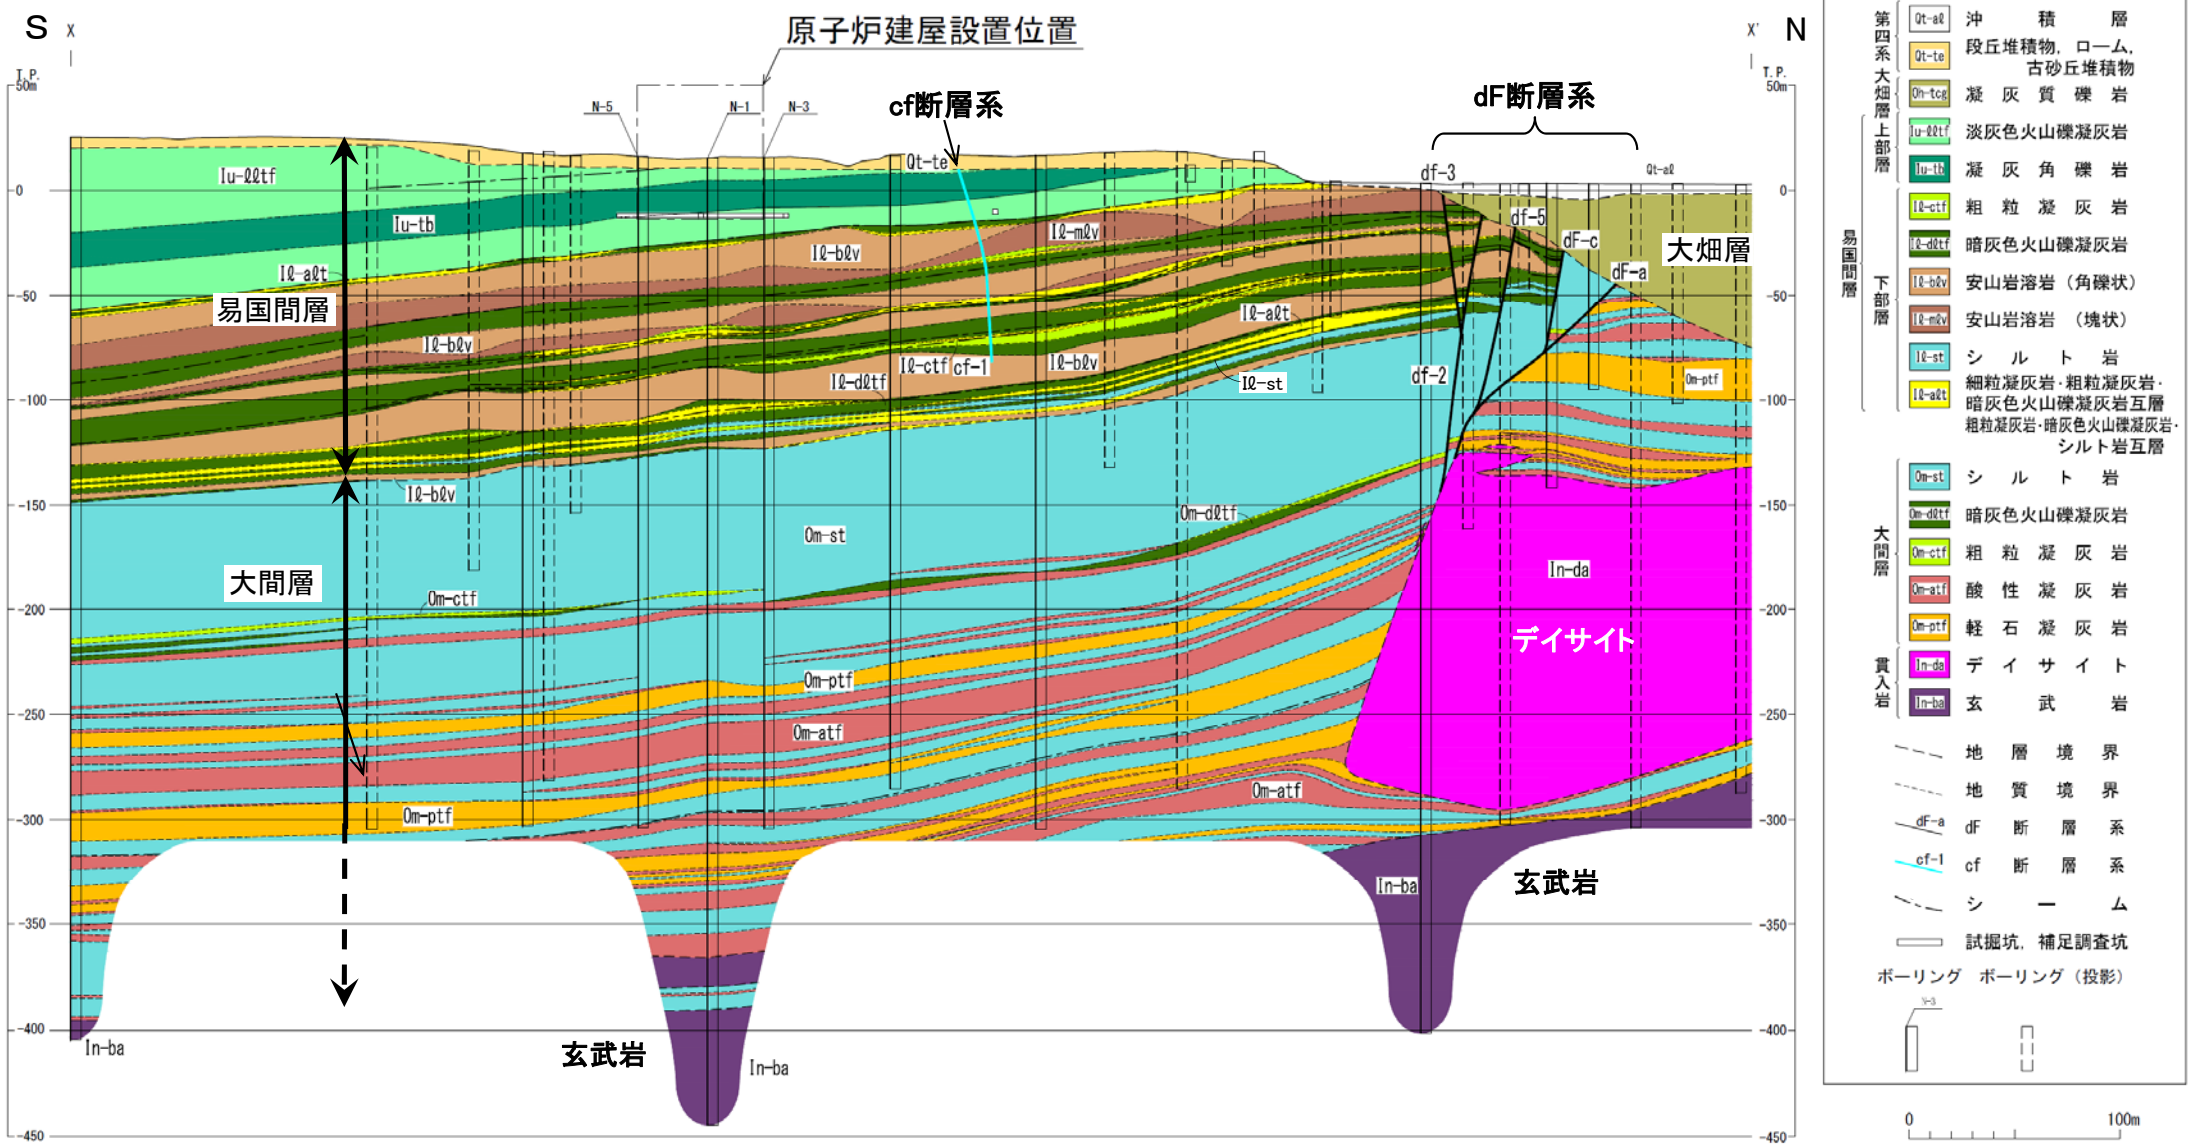 S X 原子炉建屋設置位置 X' N
T.P. T.P.
50m 50m
N-5 N-1 N-3
cf断層系
dF断層系
Qt-te
df-3
Qt-aℓ
Iu-ℓℓtf
0 0
Iu-tb
Iℓ-mℓv
df-5
Iℓ-bℓv
dF-c
大畑層
Iℓ-aℓt
dF-a
-50 -50
易国間層
Iℓ-aℓt
Iℓ-bℓv
Iℓ-ctf cf-1
Iℓ-bℓv
df-2
Iℓ-dℓtf
Iℓ-st
Om-ptf
-100 -100
Iℓ-bℓv
-150 -150
Om-dℓtf
Om-st
In-da
大間層
Om-ctf
-200 -200
デイサイト
Om-ptf
-250 -250
Om-atf
Om-atf
Om-ptf
-300 -300
In-ba
玄武岩
-350 -350
-400 -400
In-ba
玄武岩
In-ba
-450 -450
第四系
Qt-aℓ 沖積層
Qt-te 段丘堆積物, ローム,
古砂丘堆積物
大畑層
Oh-tcg 凝灰質礫岩
易国間層
上部層
Iu-ℓℓtf 淡灰色火山礫凝灰岩
Iu-tb 凝灰角礫岩
下部層
Iℓ-ctf 粗粒凝灰岩
Iℓ-dℓtf 暗灰色火山礫凝灰岩
Iℓ-bℓv 安山岩溶岩（角礫状）
Iℓ-mℓv 安山岩溶岩（塊状）
Iℓ-st シルト岩
Iℓ-aℓt 細粒凝灰岩・粗粒凝灰岩・
暗灰色火山礫凝灰岩互層
粗粒凝灰岩・暗灰色火山礫凝灰岩・
シルト岩互層
大間層
Om-st シルト岩
Om-dℓtf 暗灰色火山礫凝灰岩
Om-ctf 粗粒凝灰岩
Om-atf 酸性凝灰岩
Om-ptf 軽石凝灰岩
貫入岩
In-da デイサイト
In-ba 玄武岩
地層境界
地質境界
dF-a dF断層系
cf-1 cf断層系
シーム
試掘坑, 補足調査坑
ボーリング ボーリング（投影）
N-3
0 100m